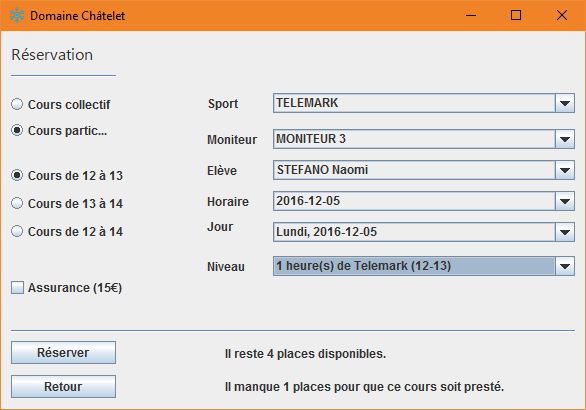 Domaine Châtelet
Réservation
Cours collectif
Cours partic...
Cours de 12 à 13
Cours de 13 à 14
Cours de 12 à 14
Assurance (15€)
Sport TELEMARK
Moniteur MONITEUR 3
Elève STEFANO Naomi
Horaire 2016-12-05
Jour Lundi, 2016-12-05
Niveau 1 heure(s) de Telemark (12-13)
Réserver Il reste 4 places disponibles.
Retour Il manque 1 places pour que ce cours soit presté.